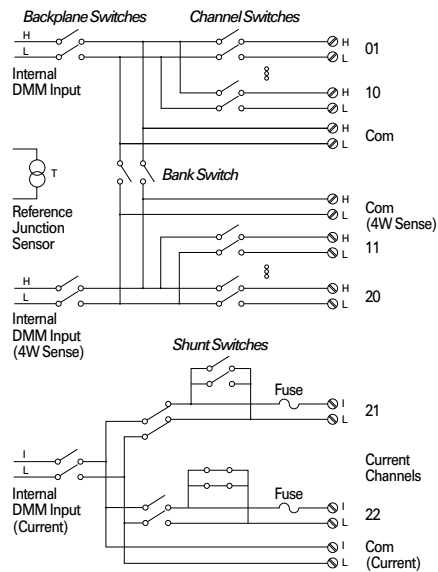 Backplane Switches Channel Switches
H H 01
L L
Internal
DMM Input
H 10
L
H Com
L
T
Bank Switch
Reference
Junction
Sensor
H Com
L (4W Sense)
H 11
L
H H 20
L L
Internal
DMM Input
(4W Sense)
Shunt Switches
Fuse
I 21
L
I
L
Current
Channels
Internal
DMM Input
(Current)
Fuse
I 22
L
I Com
L (Current)